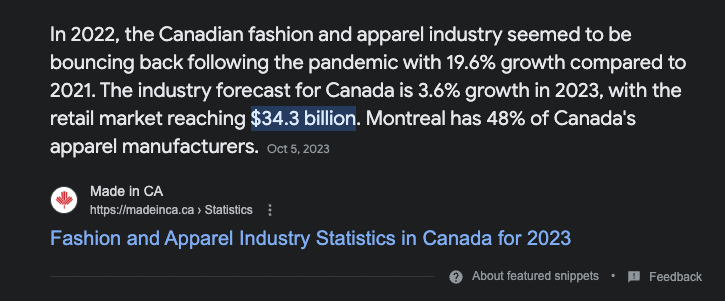 In 2022, the Canadian fashion and apparel industry seemed to be
bouncing back following the pandemic with 19.6% growth compared to
2021. The industry forecast for Canada is 3.6% growth in 2023, with the
retail market reaching $34.3 billion. Montreal has 48% of Canada's
apparel manufacturers. Oct 5, 2023
Made in CA
https://madeinca.ca › Statistics
Fashion and Apparel Industry Statistics in Canada for 2023
About featured snippets • Feedback